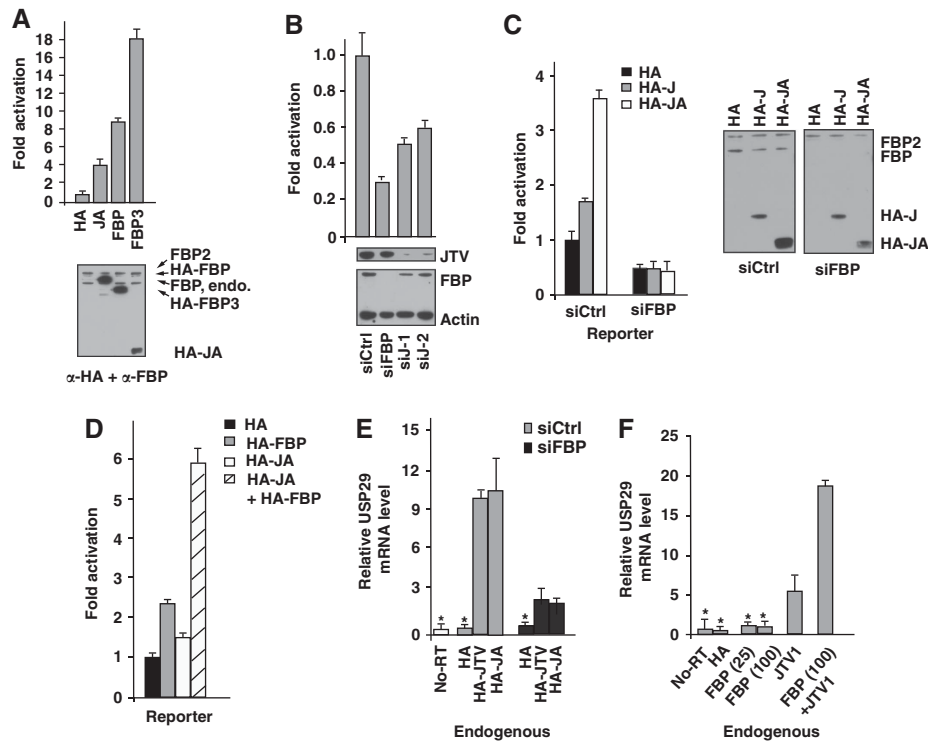 A
Fold activation
18
16
14
12
10
8
6
4
2
0
HA
JA
FBP
FBP3
FBP2
HA-FBP
FBP, endo.
HA-FBP3
HA-JA
α-HA + α-FBP
B
Fold activation
1.0
0.8
0.6
0.4
0.2
0
JTV
FBP
Actin
siCtrl
siFBP
siJ-1
siJ-2
C
Fold activation
4
3
2
1
0
HA
HA-J
HA-JA
siCtrl
siFBP
Reporter
HA
HA-J
HA-JA
HA
HA-J
HA-JA
FBP2
FBP
HA-J
HA-JA
siCtrl
siFBP
D
Fold activation
6
5
4
3
2
1
0
HA
HA-FBP
HA-JA
HA-JA
+ HA-FBP
Reporter
E
Relative USP29
mRNA level
15
12
9
6
3
0
siCtrl
siFBP
*
*
*
No-RT
HA
HA-JTV
HA-JA
HA
HA-JTV
HA-JA
Endogenous
F
Relative USP29
mRNA level
25
20
15
10
5
0
*
*
*
*
No-RT
HA
FBP (25)
FBP (100)
JTV1
FBP (100)
+JTV1
Endogenous